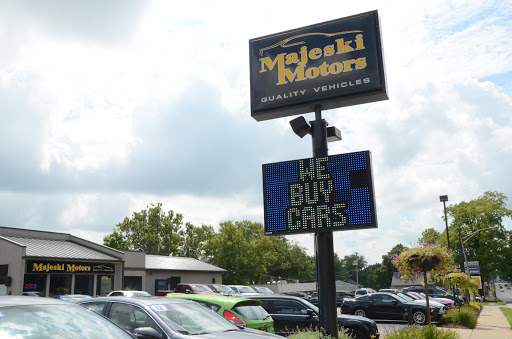 Majeski
Motors
QUALITY VEHICLES
WE
BUY
CARS
Majeski Motors